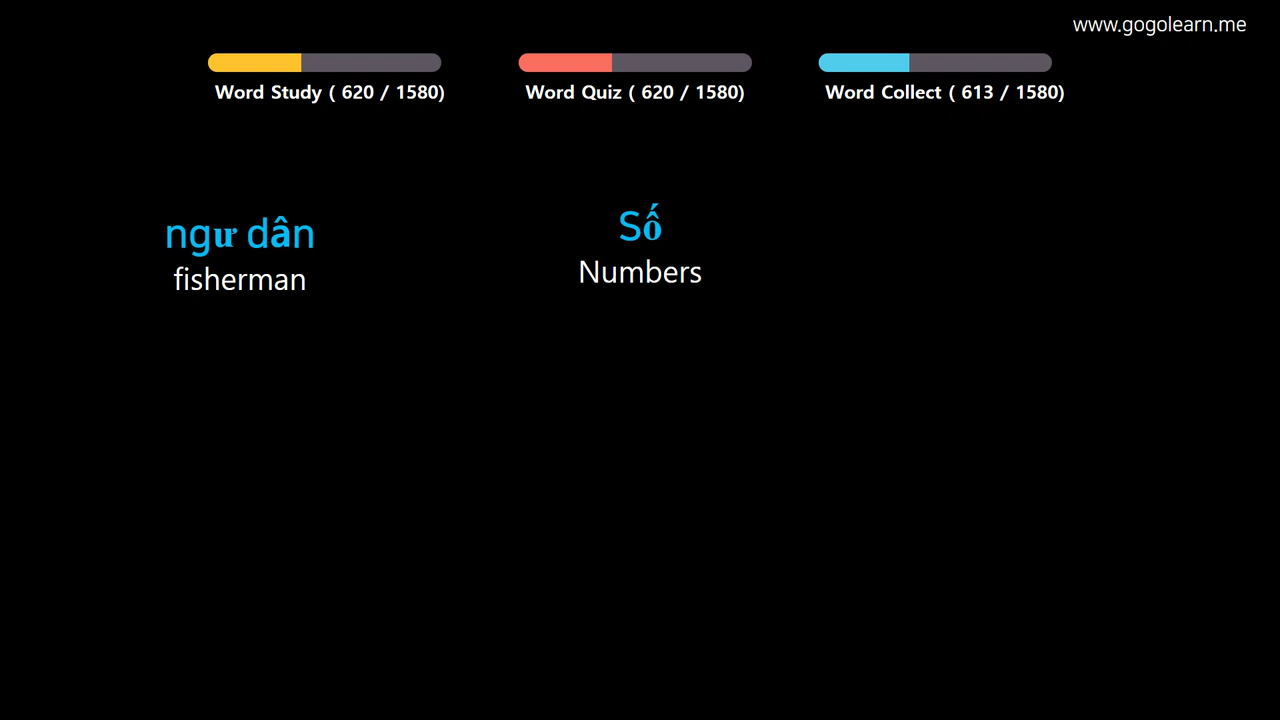 www.gogolearn.me
Word Study ( 620 / 1580)
Word Quiz ( 620 / 1580)
Word Collect ( 613 / 1580)
ngư dân
fisherman
Số
Numbers